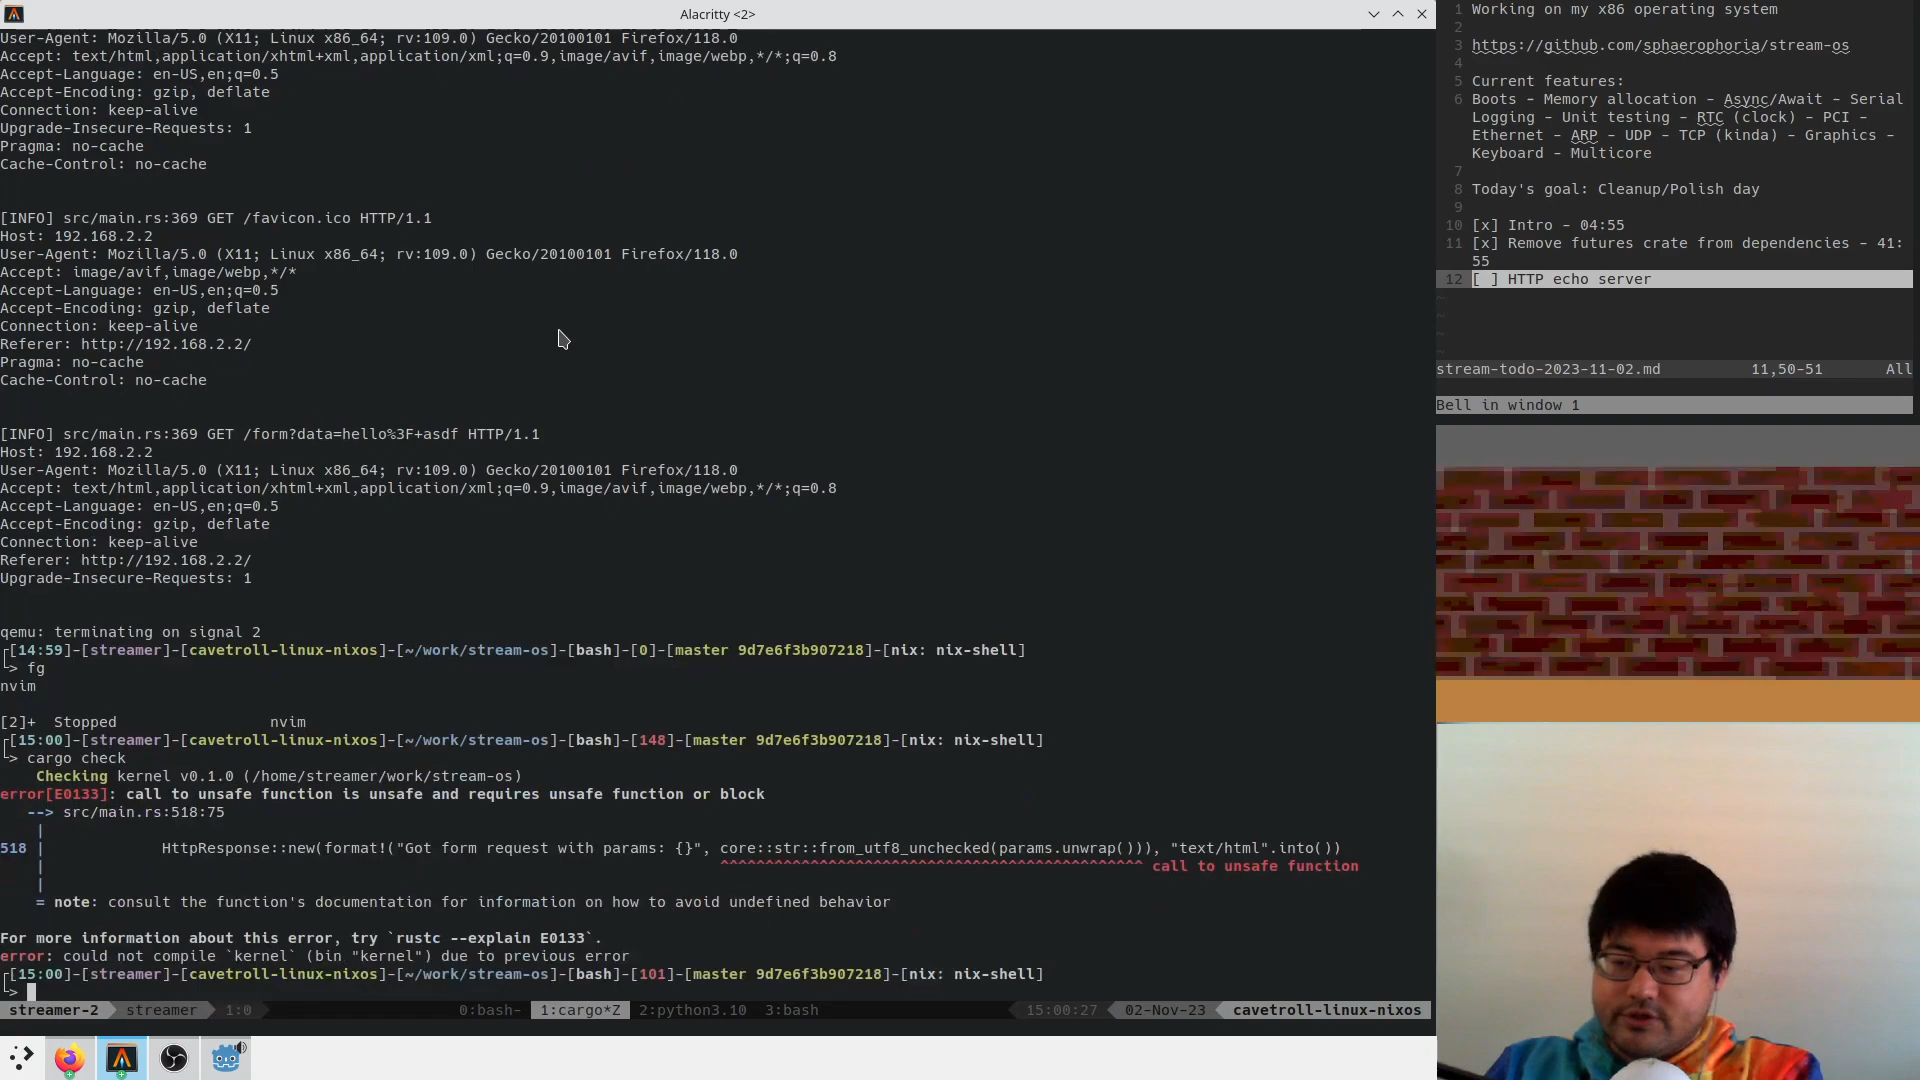 Alacritty <2>
User-Agent: Mozilla/5.0 (X11; Linux x86_64; rv:109.0) Gecko/20100101 Firefox/118.0
Accept: text/html,application/xhtml+xml,application/xml;q=0.9,image/avif,image/webp,*/*;q=0.8
Accept-Language: en-US,en;q=0.5
Accept-Encoding: gzip, deflate
Connection: keep-alive
Upgrade-Insecure-Requests: 1
Pragma: no-cache
Cache-Control: no-cache
[INFO] src/main.rs:369 GET /favicon.ico HTTP/1.1
Host: 192.168.2.2
User-Agent: Mozilla/5.0 (X11; Linux x86_64; rv:109.0) Gecko/20100101 Firefox/118.0
Accept: image/avif,image/webp,*/*
Accept-Language: en-US,en;q=0.5
Accept-Encoding: gzip, deflate
Connection: keep-alive
Referer: http://192.168.2.2/
Pragma: no-cache
Cache-Control: no-cache
[INFO] src/main.rs:369 GET /form?data=hello%3F+asdf HTTP/1.1
Host: 192.168.2.2
User-Agent: Mozilla/5.0 (X11; Linux x86_64; rv:109.0) Gecko/20100101 Firefox/118.0
Accept: text/html,application/xhtml+xml,application/xml;q=0.9,image/avif,image/webp,*/*;q=0.8
Accept-Language: en-US,en;q=0.5
Accept-Encoding: gzip, deflate
Connection: keep-alive
Referer: http://192.168.2.2/
Upgrade-Insecure-Requests: 1
qemu: terminating on signal 2
┌[14:59]-[streamer]-[cavetroll-linux-nixos]-[~/work/stream-os]-[bash]-[0]-[master 9d7e6f3b907218]-[nix: nix-shell]
└> fg
nvim
[2]+  Stopped                 nvim
┌[15:00]-[streamer]-[cavetroll-linux-nixos]-[~/work/stream-os]-[bash]-[148]-[master 9d7e6f3b907218]-[nix: nix-shell]
└> cargo check
    Checking kernel v0.1.0 (/home/streamer/work/stream-os)
error[E0133]: call to unsafe function is unsafe and requires unsafe function or block
   --> src/main.rs:518:75
    |
518 |             HttpResponse::new(format!("Got form request with params: {}", core::str::from_utf8_unchecked(params.unwrap())), "text/html".into())
    |                                                                           ^^^^^^^^^^^^^^^^^^^^^^^^^^^^^^^^^^^^^^^^^^^^^^^ call to unsafe function
    |
    = note: consult the function's documentation for information on how to avoid undefined behavior
For more information about this error, try `rustc --explain E0133`.
error: could not compile `kernel` (bin "kernel") due to previous error
┌[15:00]-[streamer]-[cavetroll-linux-nixos]-[~/work/stream-os]-[bash]-[101]-[master 9d7e6f3b907218]-[nix: nix-shell]
└>
streamer-2 streamer 1:0 0:bash- 1:cargo*Z 2:python3.10 3:bash 15:00:27 02-Nov-23 cavetroll-linux-nixos
1 Working on my x86 operating system
2
3 https://github.com/sphaerophoria/stream-os
4
5 Current features:
6 Boots - Memory allocation - Async/Await - Serial
Logging - Unit testing - RTC (clock) - PCI -
Ethernet - ARP - UDP - TCP (kinda) - Graphics -
Keyboard - Multicore
7
8 Today's goal: Cleanup/Polish day
9
10 [x] Intro - 04:55
11 [x] Remove futures crate from dependencies - 41:
55
12 [ ] HTTP echo server
~
~
~
~
stream-todo-2023-11-02.md 11,50-51 All
Bell in window 1